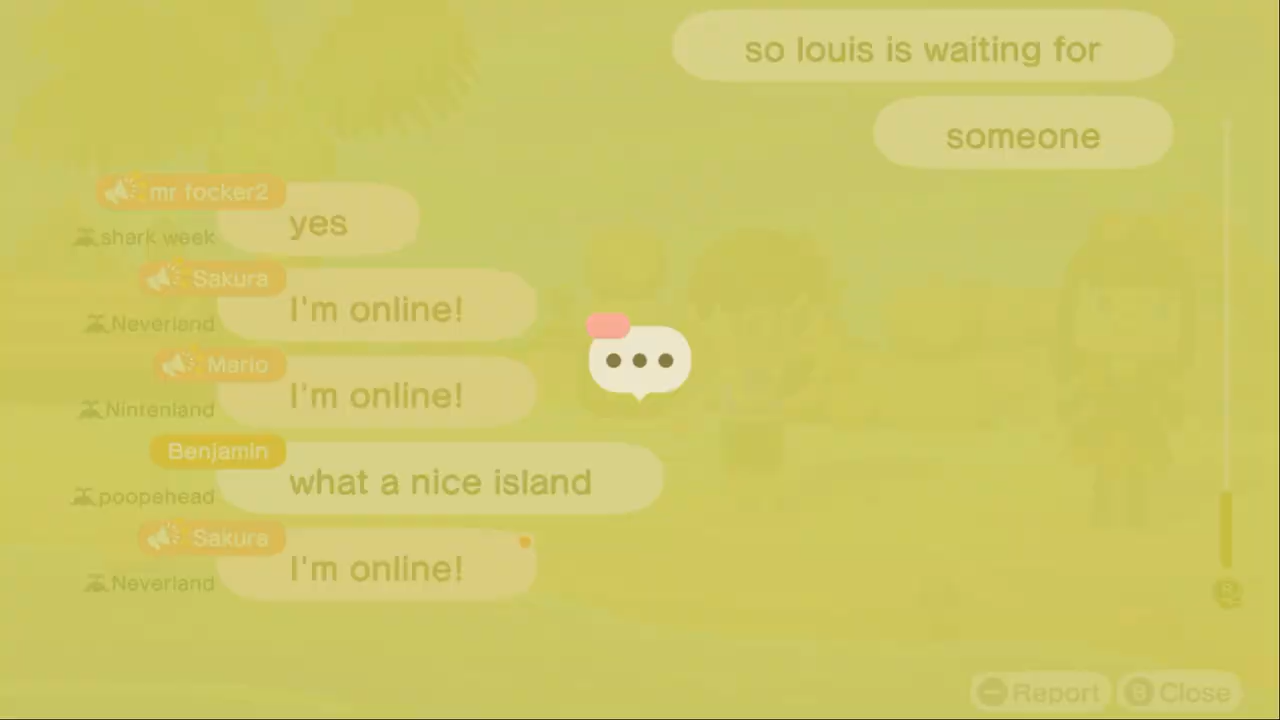 so louis is waiting for
someone
mr focker2
yes
shark week
Sakura
I'm online!
Neverland
Mario
I'm online!
Nintenland
Benjamin
what a nice island
poopehead
Sakura
I'm online!
Neverland
Report
Close